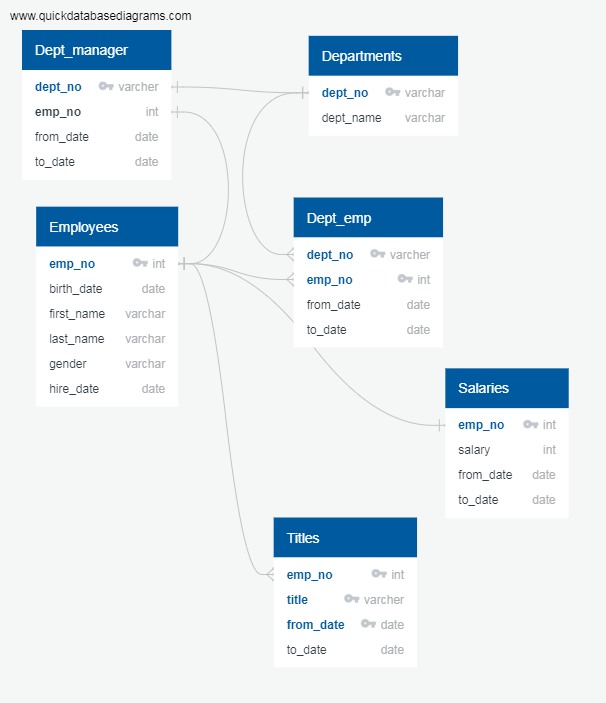 www.quickdatabasediagrams.com
Dept_manager
dept_no varcher
emp_no int
from_date date
to_date date
Departments
dept_no varchar
dept_name varchar
Employees
emp_no int
birth_date date
first_name varchar
last_name varchar
gender varchar
hire_date date
Dept_emp
dept_no varcher
emp_no int
from_date date
to_date date
Salaries
emp_no int
salary int
from_date date
to_date date
Titles
emp_no int
title varcher
from_date date
to_date date